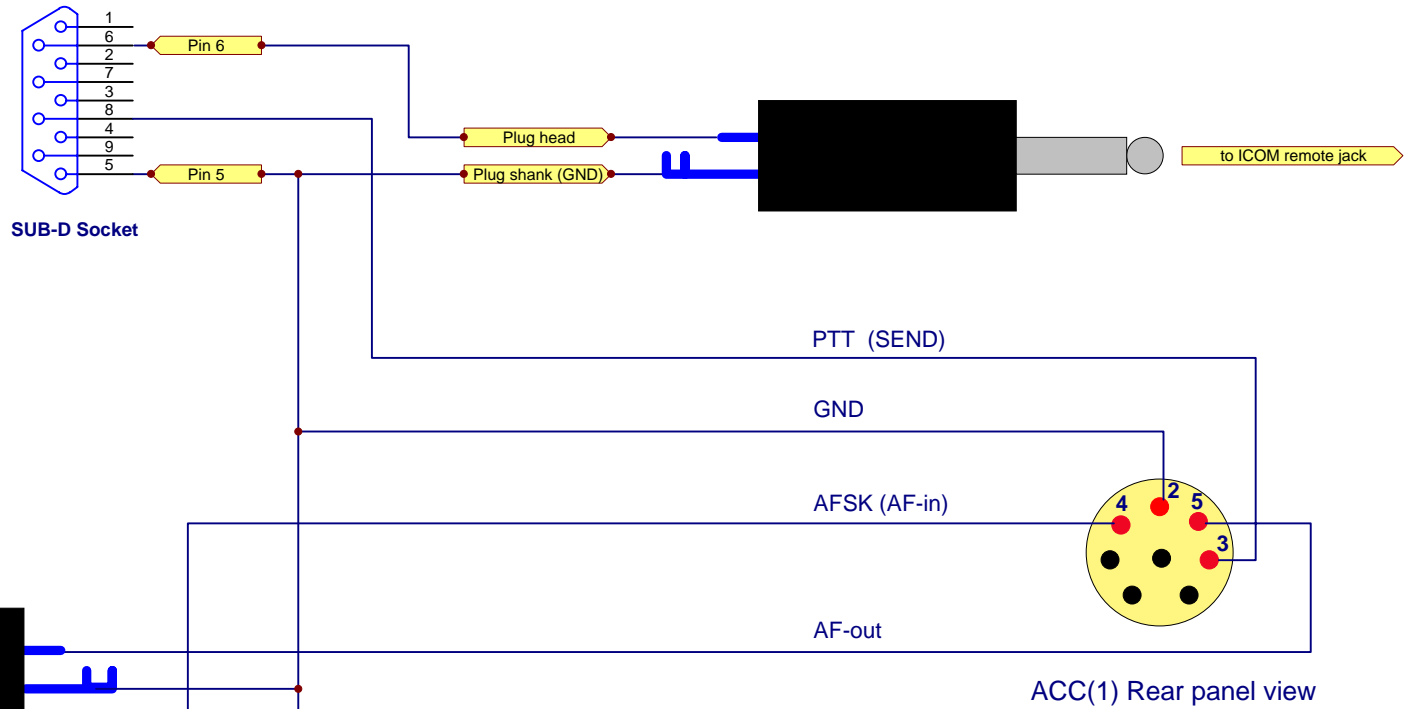 1
6
2
7
3
8
4
9
5
Pin 6
Pin 5
SUB-D Socket
Plug head
Plug shank (GND)
to ICOM remote jack
PTT (SEND)
GND
AFSK (AF-in)
4
2
5
3
AF-out
ACC(1) Rear panel view